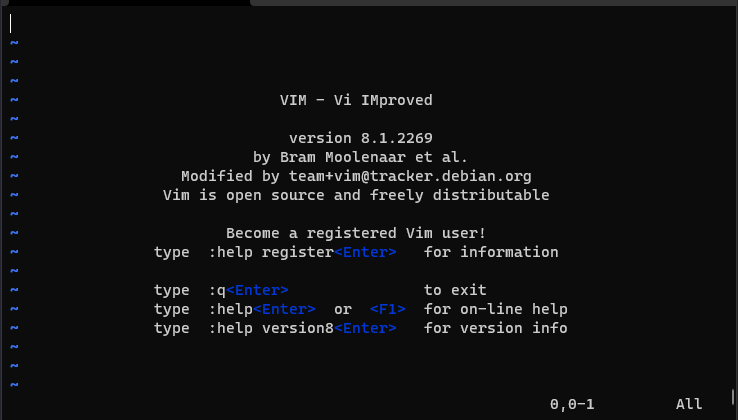 ~
~
~
VIM - Vi IMproved
~
~
version 8.1.2269
~
by Bram Moolenaar et al.
~
Modified by team+vim@tracker.debian.org
~
Vim is open source and freely distributable
~
~
Become a registered Vim user!
~
type :help register<Enter> for information
~
~
type :q<Enter> to exit
~
type :help<Enter> or <F1> for on-line help
~
type :help version8<Enter> for version info
~
~
~
~
0,0-1 All